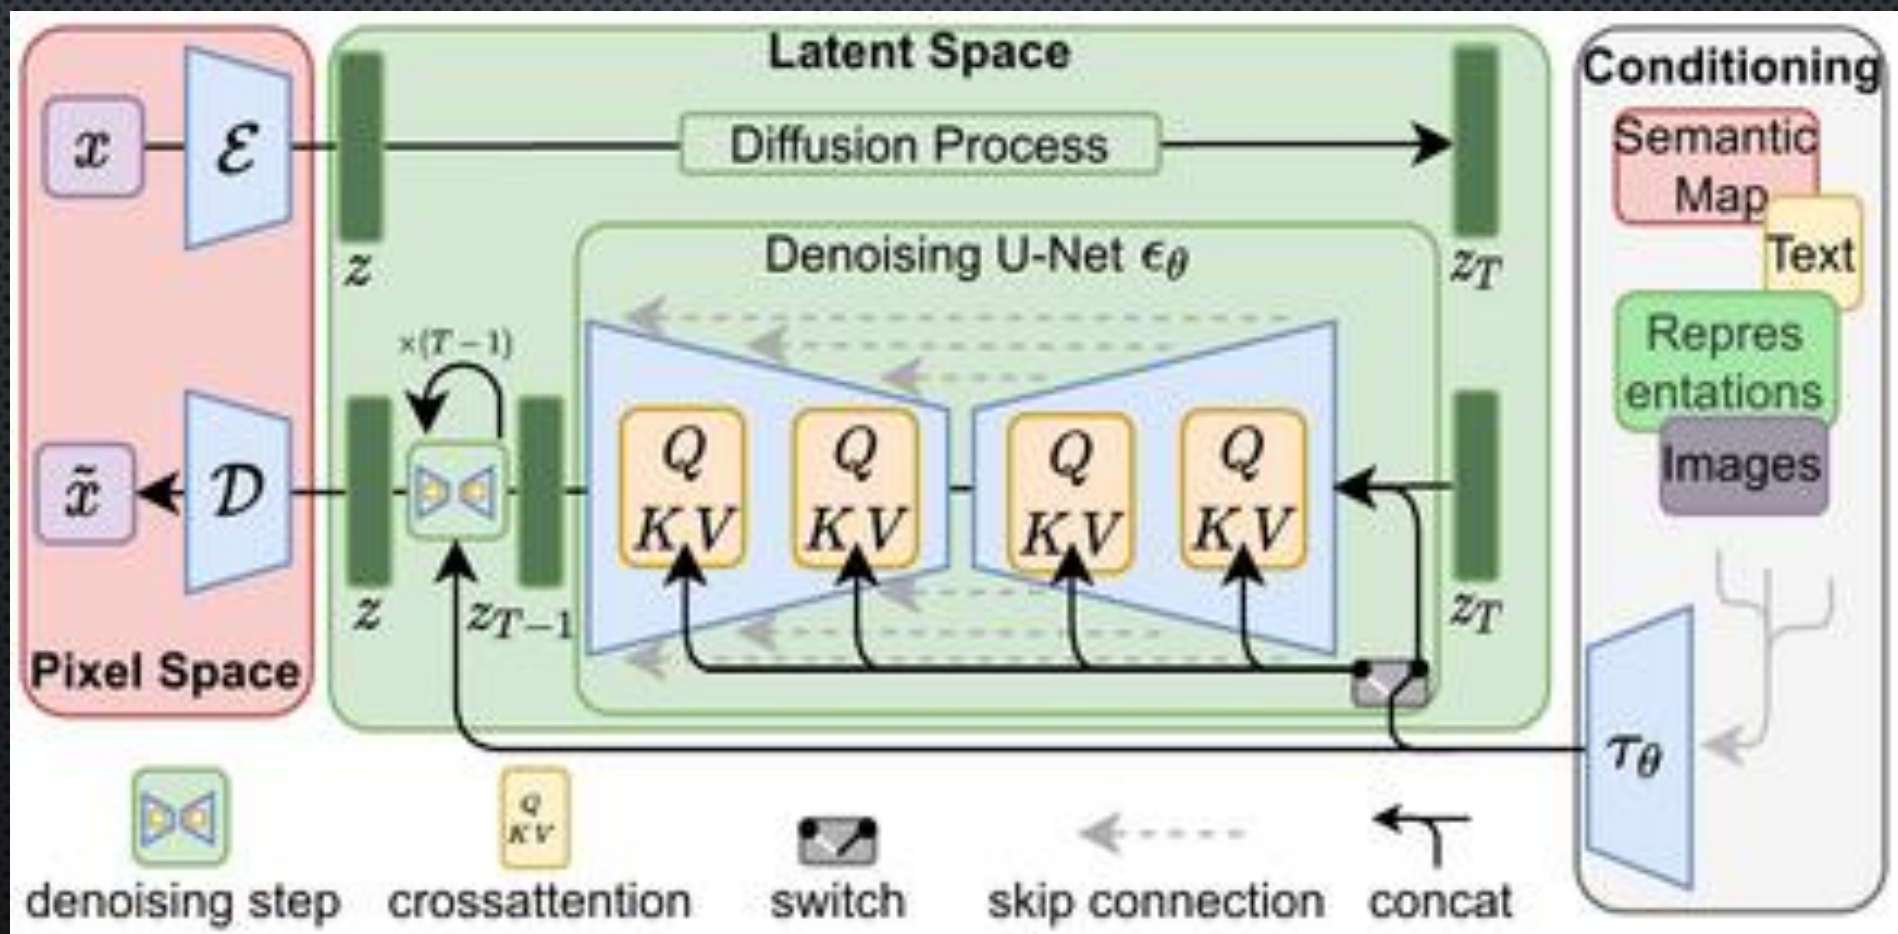 Latent Space
Conditioning
x
ℰ
Diffusion Process
z
z_T
Semantic
Map
Text
Repres
entations
Images
Denoising U-Net ϵ_θ
×(T−1)
x̃
𝒟
z
z_{T−1}
Q
KV
Q
KV
Q
KV
Q
KV
z_T
Pixel Space
τ_θ
Q
KV
denoising step
crossattention
switch
skip connection
concat